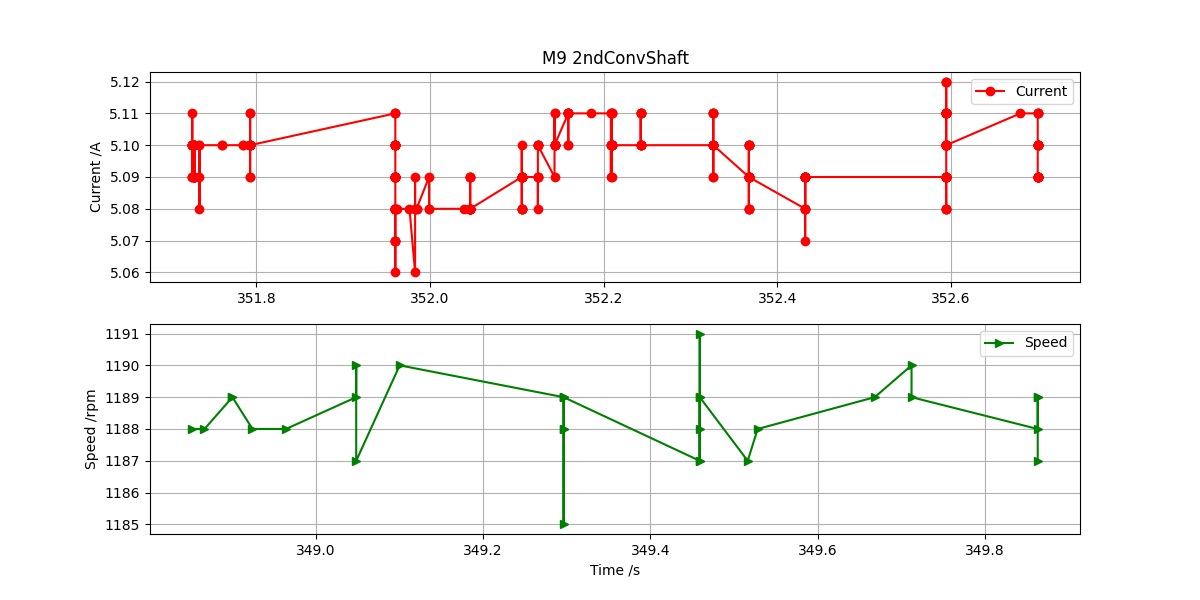 M9 2ndConvShaft
Current /A
5.12
5.11
5.10
5.09
5.08
5.07
5.06
Current
351.8 352.0 352.2 352.4 352.6
Speed /rpm
1191
1190
1189
1188
1187
1186
1185
Speed
349.0 349.2 349.4 349.6 349.8
Time /s